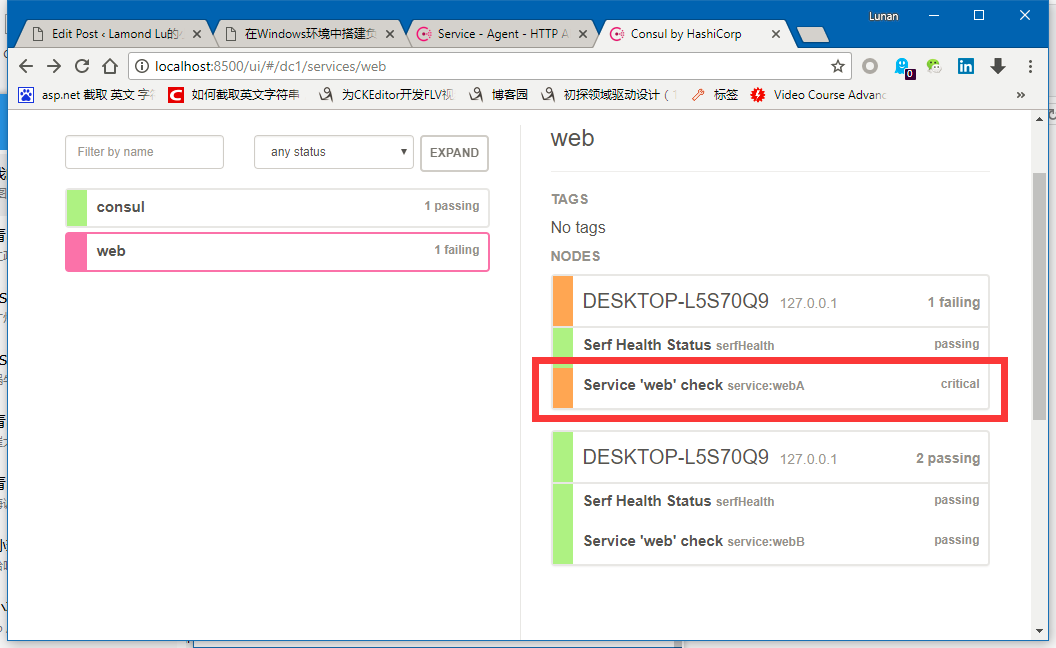 Lunan
Edit Post ‹ Lamond Lu的
在Windows环境中搭建
Service - Agent - HTTP A
Consul by HashiCorp
localhost:8500/ui/#/dc1/services/web
0
asp.net 截取 英文 字
如何截取英文字符串
为CKEditor开发FLV视
博客园
初探领域驱动设计（
标签
Video Course Advanc
»
Filter by name
any status
EXPAND
consul
1 passing
web
1 failing
web
TAGS
No tags
NODES
DESKTOP-L5S70Q9 127.0.0.1
1 failing
Serf Health Status serfHealth
passing
Service 'web' check service:webA
critical
DESKTOP-L5S70Q9 127.0.0.1
2 passing
Serf Health Status serfHealth
passing
Service 'web' check service:webB
passing